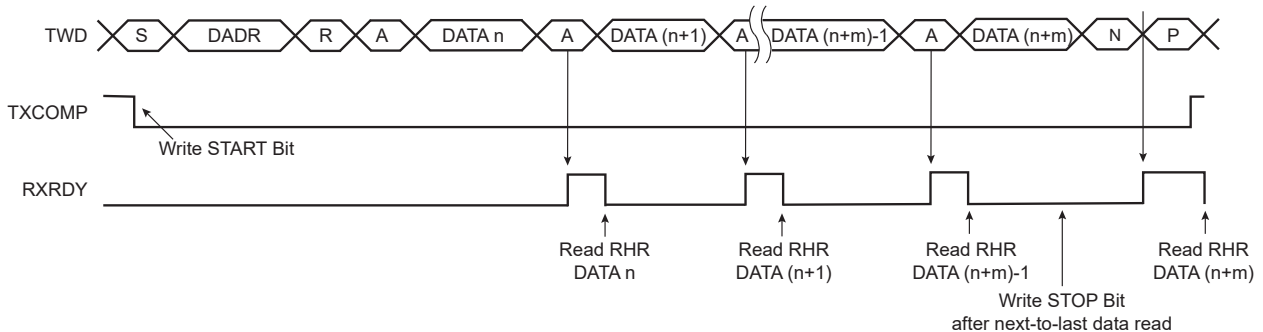 TWD S DADR R A DATA n A DATA (n+1) A DATA (n+m)-1 A DATA (n+m) N P
TXCOMP
Write START Bit
RXRDY
Read RHR
DATA n
Read RHR
DATA (n+1)
Read RHR
DATA (n+m)-1
Read RHR
DATA (n+m)
Write STOP Bit
after next-to-last data read